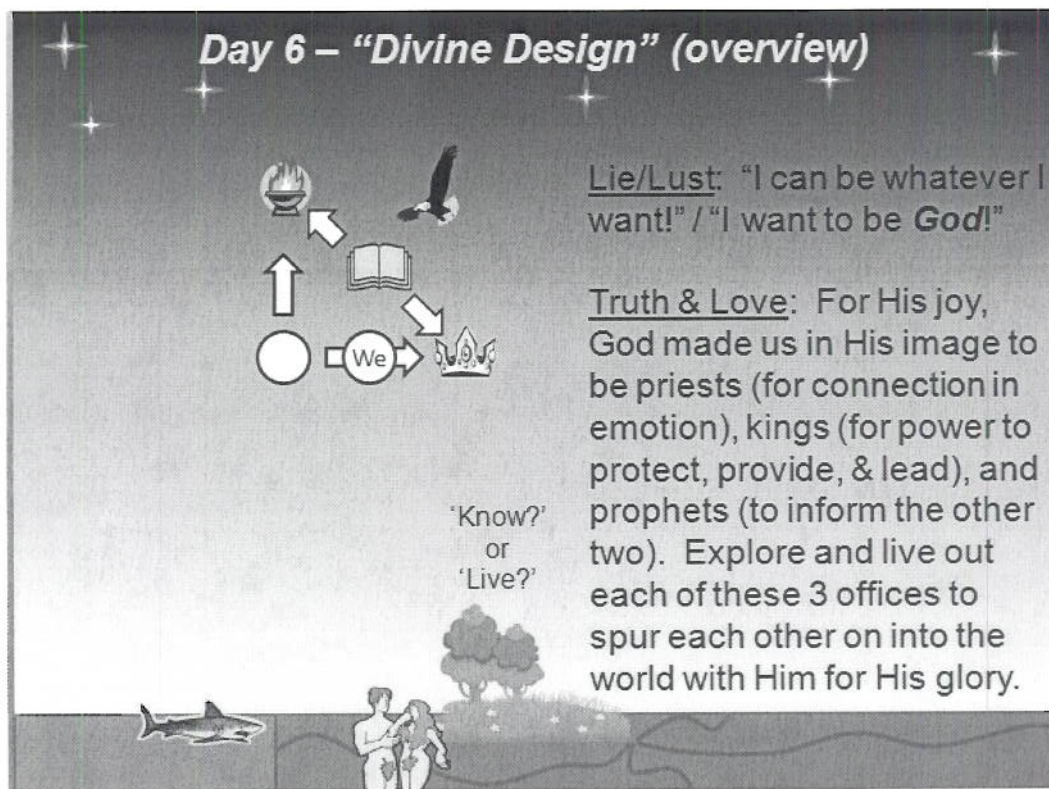 Day 6 – “Divine Design” (overview)
Lie/Lust: “I can be whatever I
want!” / “I want to be God!”
We
Truth & Love: For His joy,
God made us in His image to
be priests (for connection in
emotion), kings (for power to
protect, provide, & lead), and
prophets (to inform the other
two). Explore and live out
each of these 3 offices to
spur each other on into the
world with Him for His glory.
‘Know?’
or
‘Live?’